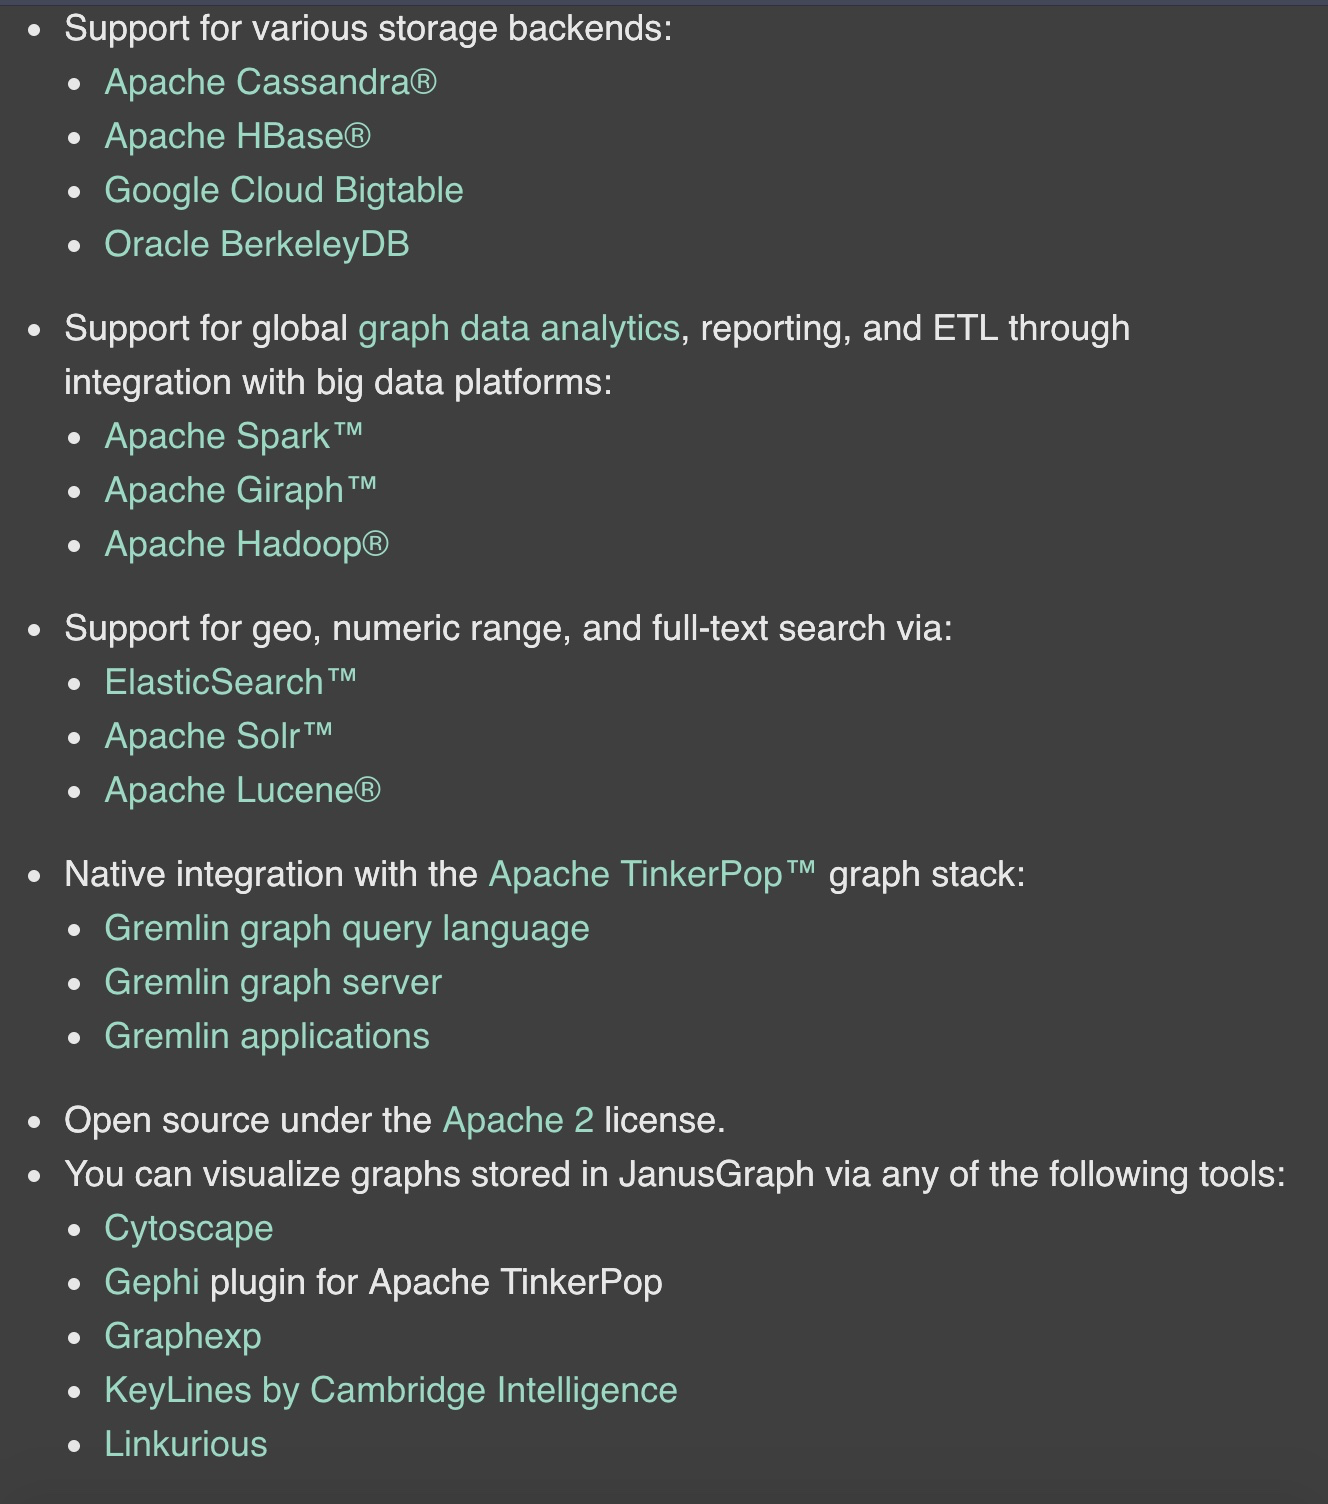 Support for various storage backends:
Apache Cassandra®
Apache HBase®
Google Cloud Bigtable
Oracle BerkeleyDB
Support for global graph data analytics, reporting, and ETL through
integration with big data platforms:
Apache Spark™
Apache Giraph™
Apache Hadoop®
Support for geo, numeric range, and full-text search via:
ElasticSearch™
Apache Solr™
Apache Lucene®
Native integration with the Apache TinkerPop™ graph stack:
Gremlin graph query language
Gremlin graph server
Gremlin applications
Open source under the Apache 2 license.
You can visualize graphs stored in JanusGraph via any of the following tools:
Cytoscape
Gephi plugin for Apache TinkerPop
Graphexp
KeyLines by Cambridge Intelligence
Linkurious